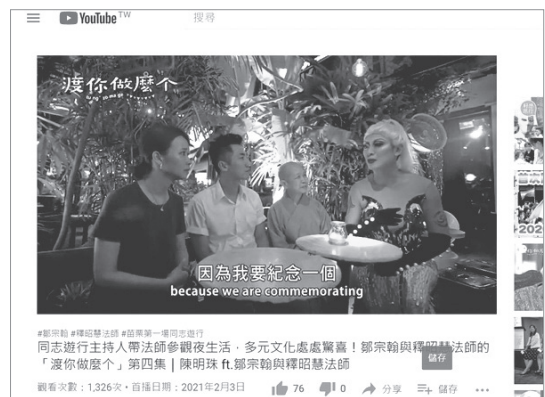 YouTube TW
搜尋
渡你做麼个
因為我要紀念一個
because we are commemorating
#鄒宗翰 #釋昭慧法師 #苗栗第一場同志遊行
同志遊行主持人帶法師參觀夜生活，多元文化處處驚喜！鄒宗翰與釋昭慧法師的
「渡你做麼个」第四集｜陳明珠 ft.鄒宗翰與釋昭慧法師
儲存
觀看次數：1,326次・首播日期：2021年2月3日
76
0
分享
儲存